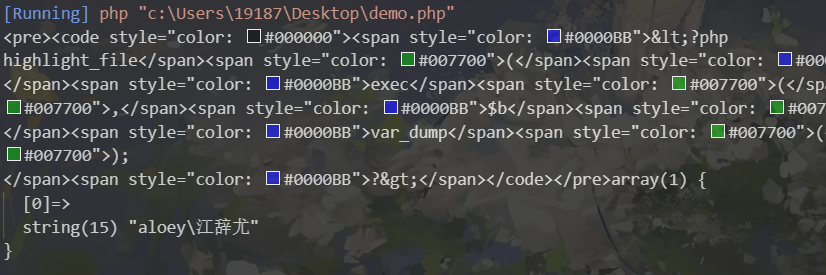 [Running] php "c:\Users\19187\Desktop\demo.php"
<pre><code style="color: #000000"><span style="color: #0000BB">&lt;?php
highlight_file</span><span style="color: #007700">(</span><span style="color: #00
</span><span style="color: #0000BB">exec</span><span style="color: #007700">(</sp
#007700">,</span><span style="color: #0000BB">$b</span><span style="color: #007
</span><span style="color: #0000BB">var_dump</span><span style="color: #007700">(
#007700">);
</span><span style="color: #0000BB">?&gt;</span></code></pre>array(1) {
[0]=>
string(15) "aloey\江辞尤"
}